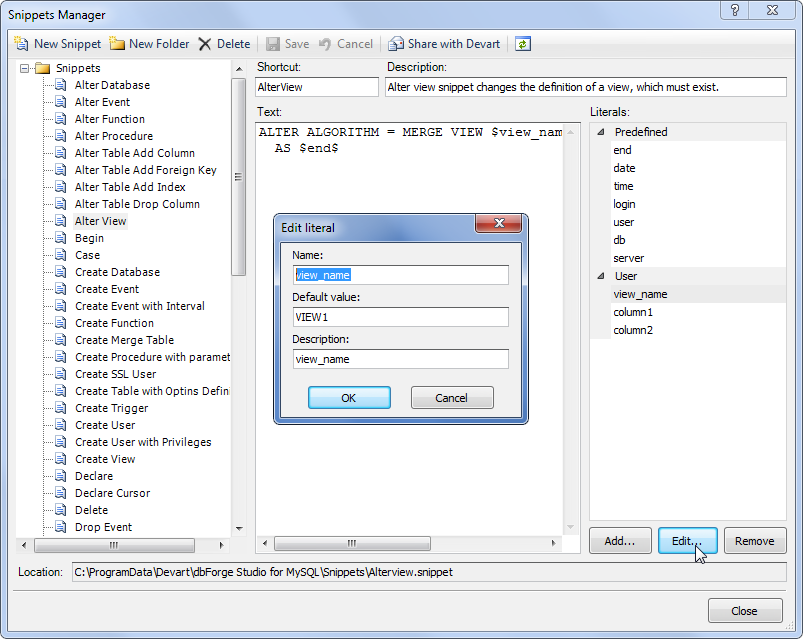 Snippets Manager
New Snippet New Folder Delete Save Cancel Share with Devart
Snippets
Alter Database
Alter Event
Alter Function
Alter Procedure
Alter Table Add Column
Alter Table Add Foreign Key
Alter Table Add Index
Alter Table Drop Column
Alter View
Begin
Case
Create Database
Create Event
Create Event with Interval
Create Function
Create Merge Table
Create Procedure with paramet
Create SSL User
Create Table with Optins Defin
Create Trigger
Create User
Create User with Privileges
Create View
Declare
Declare Cursor
Delete
Drop Event
Shortcut: Description:
AlterView Alter view snippet changes the definition of a view, which must exist.
Text:
ALTER ALGORITHM = MERGE VIEW $view_nam
AS $end$
Literals:
Predefined
end
date
time
login
user
db
server
User
view_name
column1
column2
Edit literal
Name:
view_name
Default value:
VIEW1
Description:
view_name
OK Cancel
Add... Edit... Remove
Location: C:\ProgramData\Devart\dbForge Studio for MySQL\Snippets\Alterview.snippet
Close